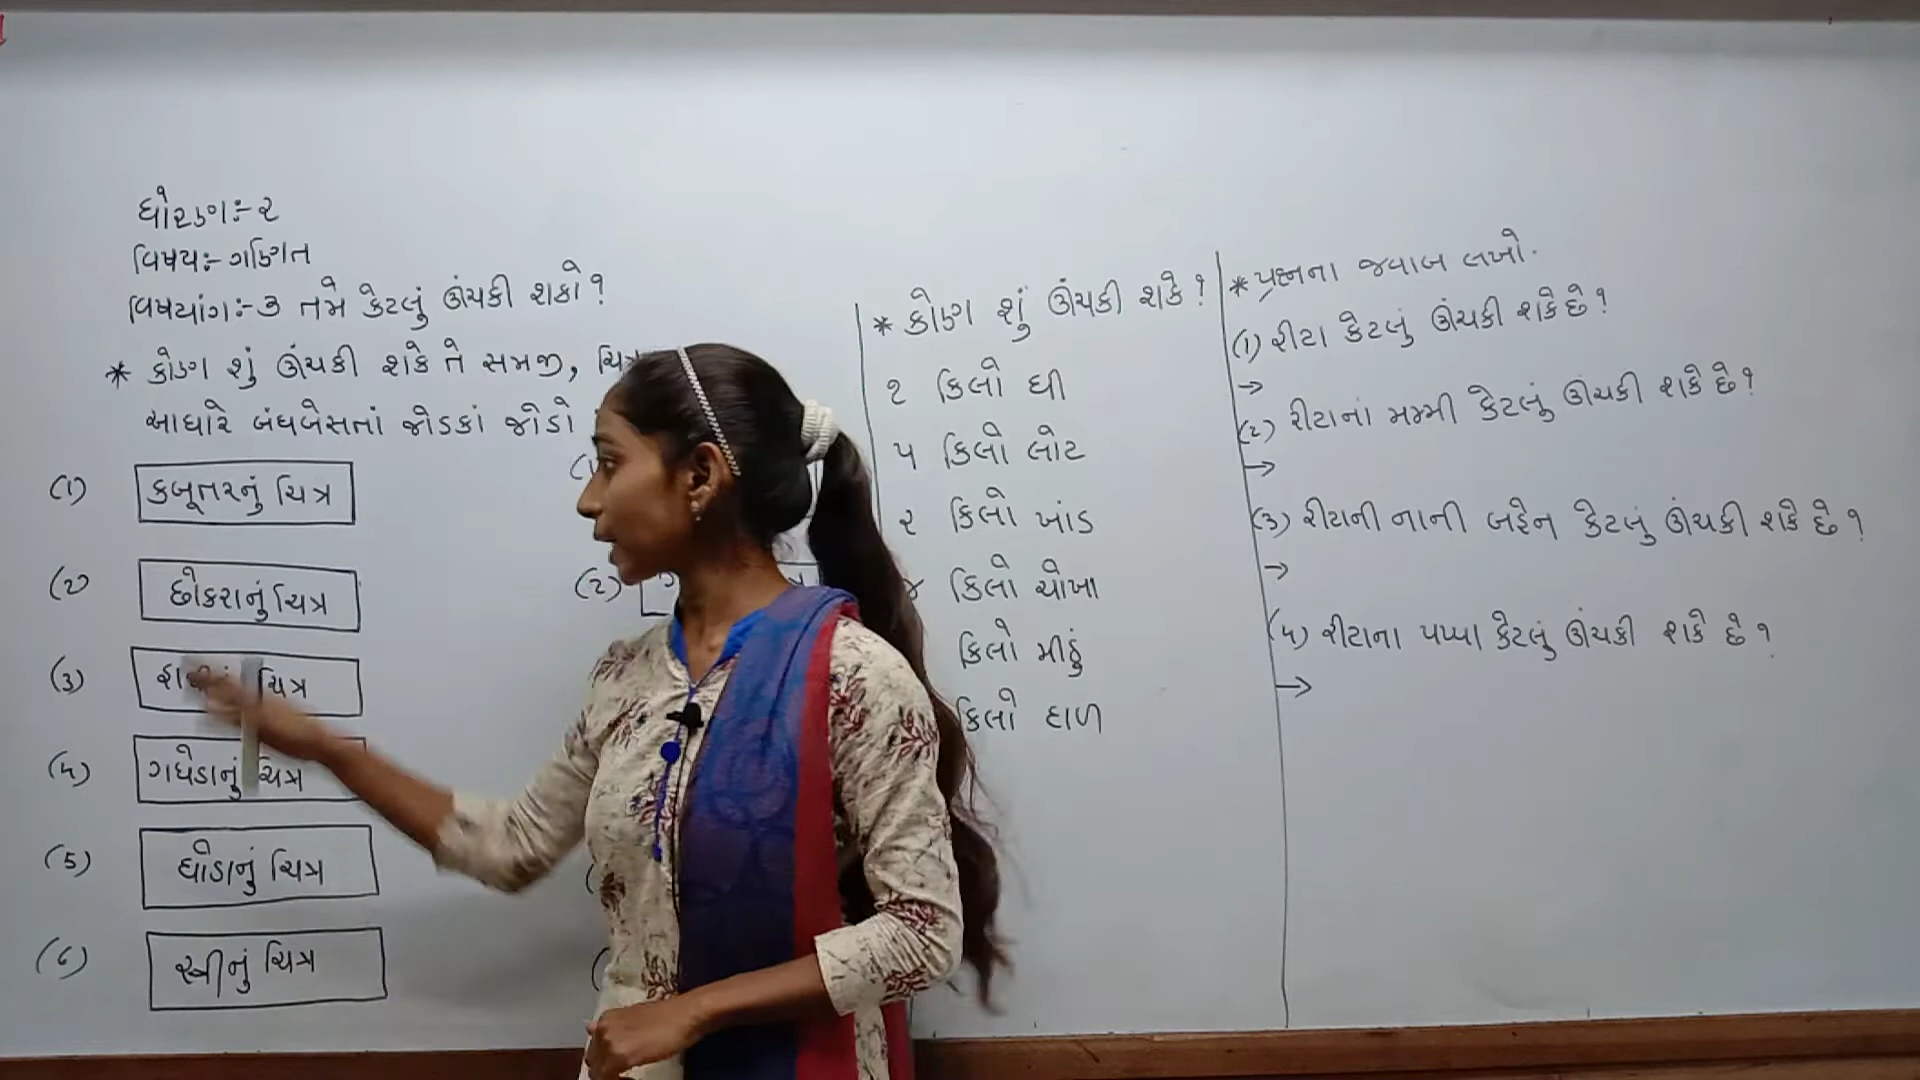 ધોરણ:- ૨
વિષય:- ગણિત
વિષયાંગ:- ૩ તમે કેટલું ઊંચકી શકો ?
* કોણ શું ઊંચકી શકે તે સમજી,
આધારે બંધબેસતાં જોડકાં જોડો
(૧) કબૂતરનું ચિત્ર
(૨) છોકરાનું ચિત્ર
(૩) ચિત્ર
(૪) ગધેડાનું ચિત્ર
(૫) ઘોડાનું ચિત્ર
(૬) સ્ત્રીનું ચિત્ર
(૨)
* કોણ શું ઊંચકી શકે ?
૧ કિલો ઘી
૫ કિલો લોટ
૨ કિલો ખાંડ
૪ કિલો ચોખા
કિલો મીઠું
કિલો દાળ
* પ્રશ્નના જવાબ લખો.
(૧) રીટા કેટલું ઊંચકી શકે છે ?
→
(૨) રીટાનાં મમ્મી કેટલું ઊંચકી શકે છે ?
→
(૩) રીટાની નાની બહેન કેટલું ઊંચકી શકે છે ?
→
(૪) રીટાના પપ્પા કેટલું ઊંચકી શકે છે ?
→